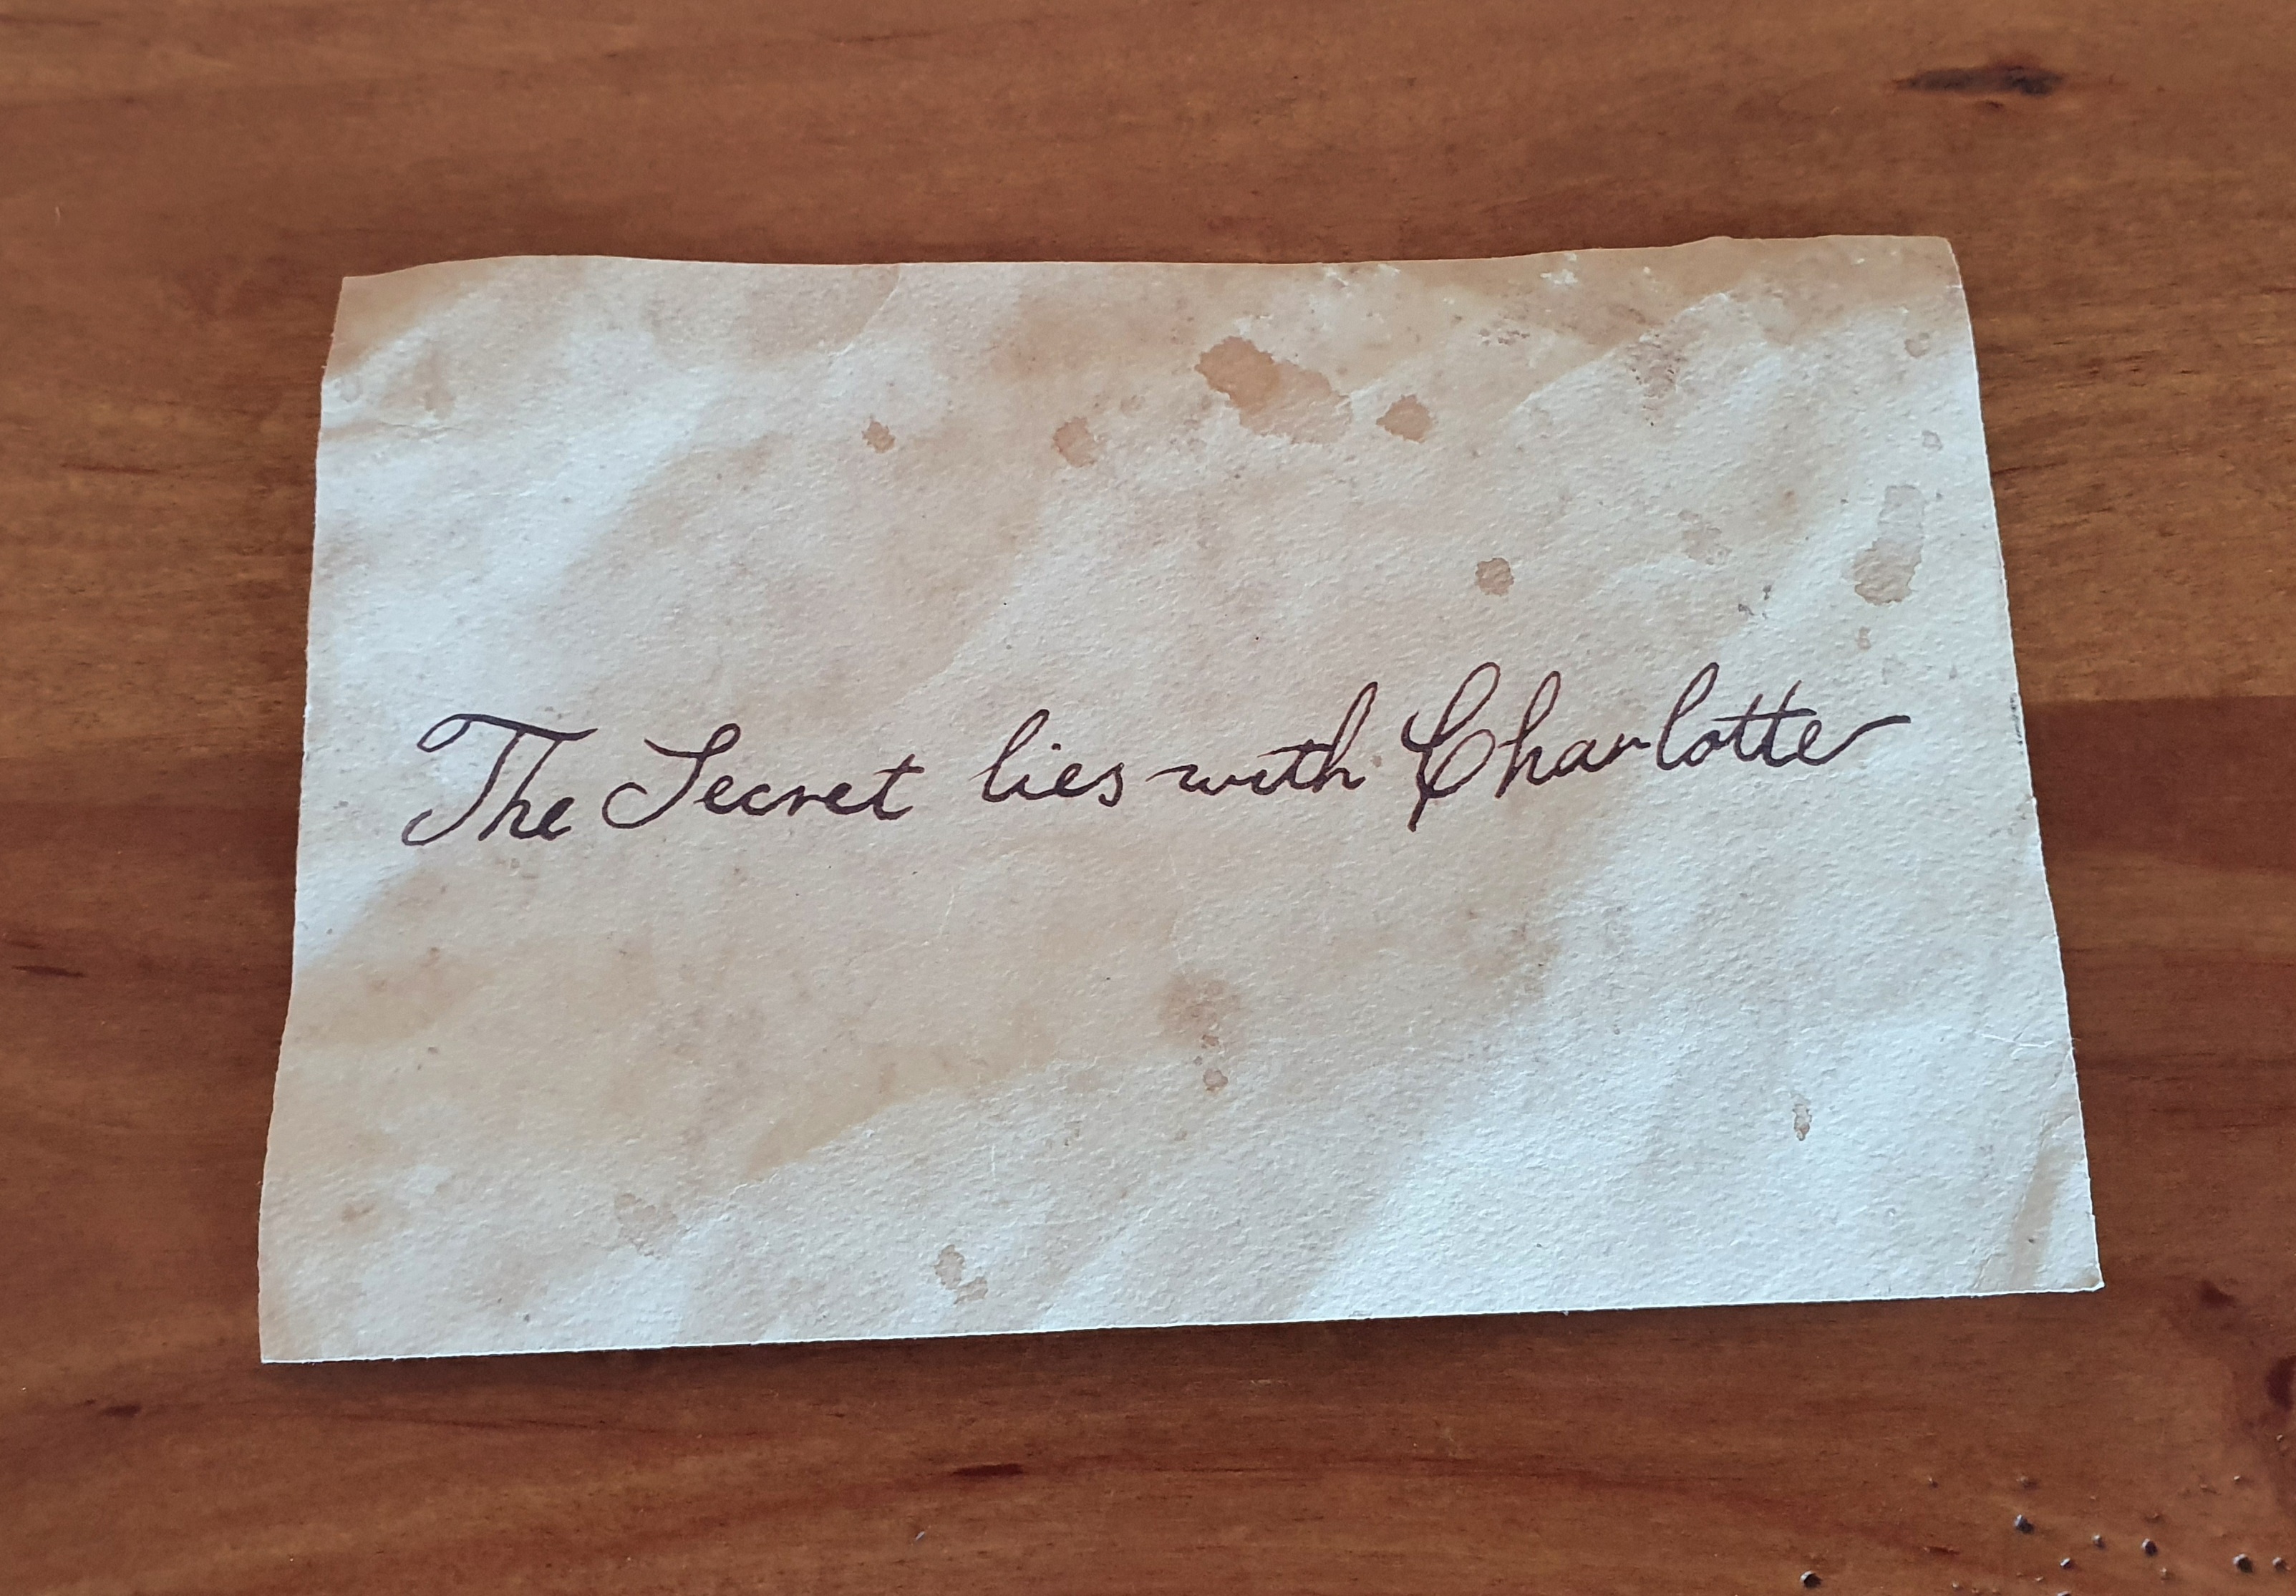 The Secret lies with Charlotte